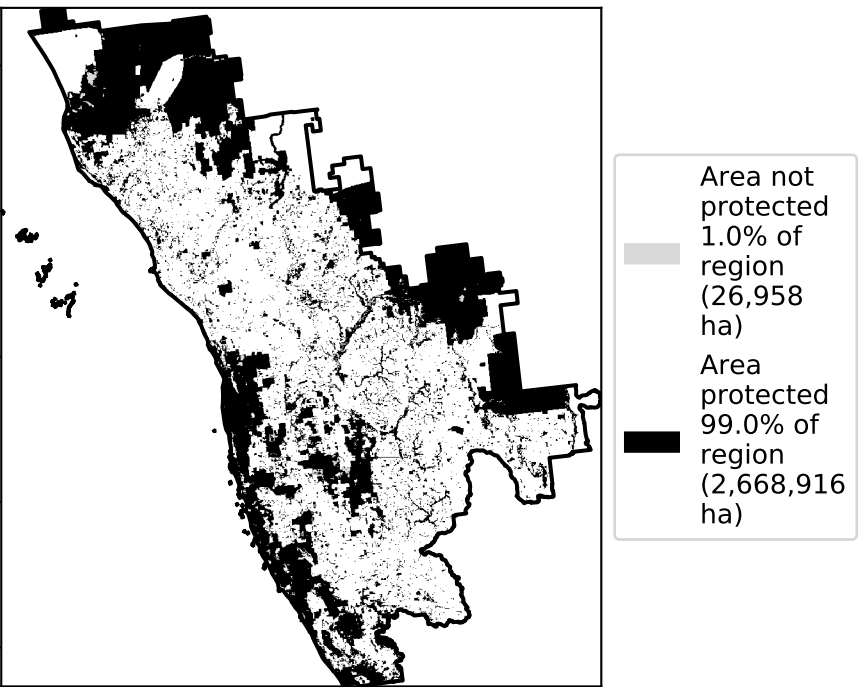 Area not
protected
1.0% of
region
(26,958
ha)
Area
protected
99.0% of
region
(2,668,916
ha)